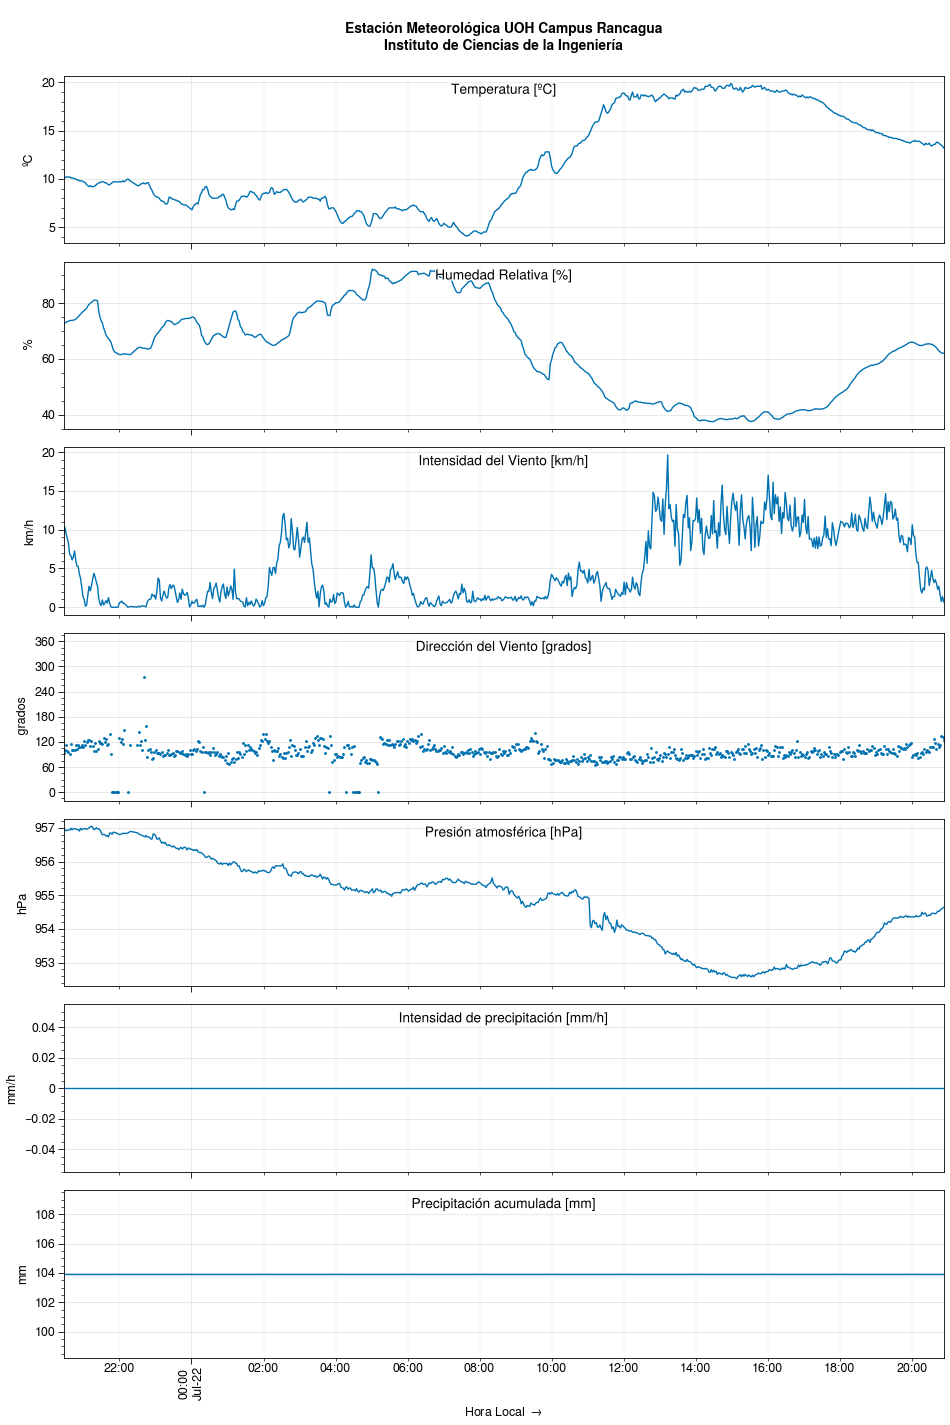 Estación Meteorológica UOH Campus Rancagua
Instituto de Ciencias de la Ingeniería
Temperatura [ºC]
ºC
20
15
10
5
Humedad Relativa [%]
%
80
60
40
Intensidad del Viento [km/h]
km/h
20
15
10
5
0
Dirección del Viento [grados]
grados
360
300
240
180
120
60
0
Presión atmosférica [hPa]
hPa
957
956
955
954
953
Intensidad de precipitación [mm/h]
mm/h
0.04
0.02
0
−0.02
−0.04
Precipitación acumulada [mm]
mm
108
106
104
102
100
22:00
00:00
Jul-22
02:00
04:00
06:00
08:00
10:00
12:00
14:00
16:00
18:00
20:00
Hora Local →